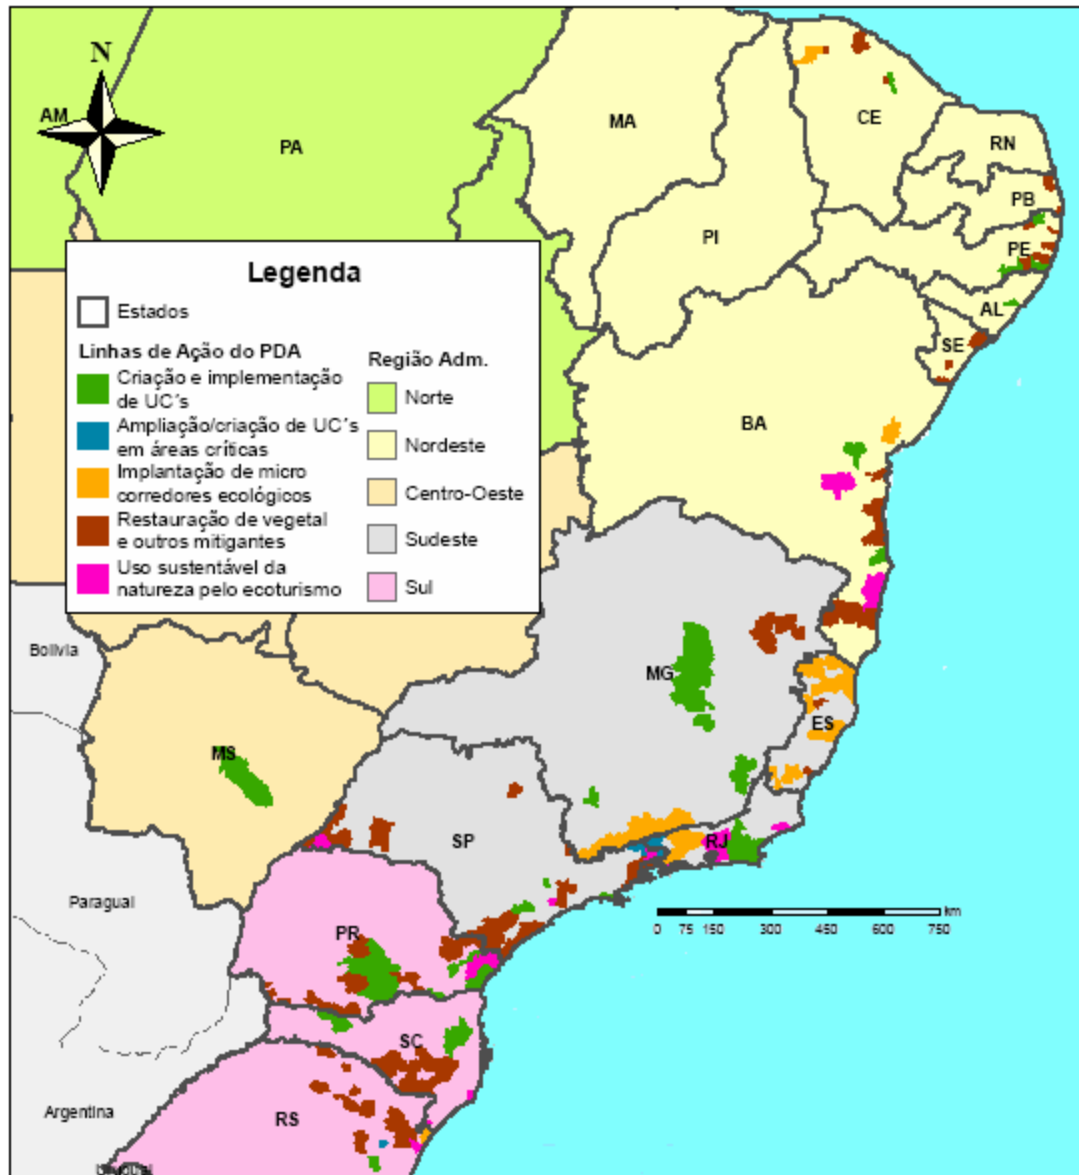 N
AM
PA
MA
CE
RN
PB
PI
PE
AL
SE
BA
Legenda
Estados
Linhas de Ação do PDA
Criação e implementação
de UC´s
Ampliação/criação de UC´s
em áreas críticas
Implantação de micro
corredores ecológicos
Restauração de vegetal
e outros mitigantes
Uso sustentável da
natureza pelo ecoturismo
Região Adm.
Norte
Nordeste
Centro-Oeste
Sudeste
Sul
Bolívia
MG
ES
MS
SP
RJ
Paraguai
km
0 75 150 300 450 600 750
PR
SC
Argentina
RS
Uruguai